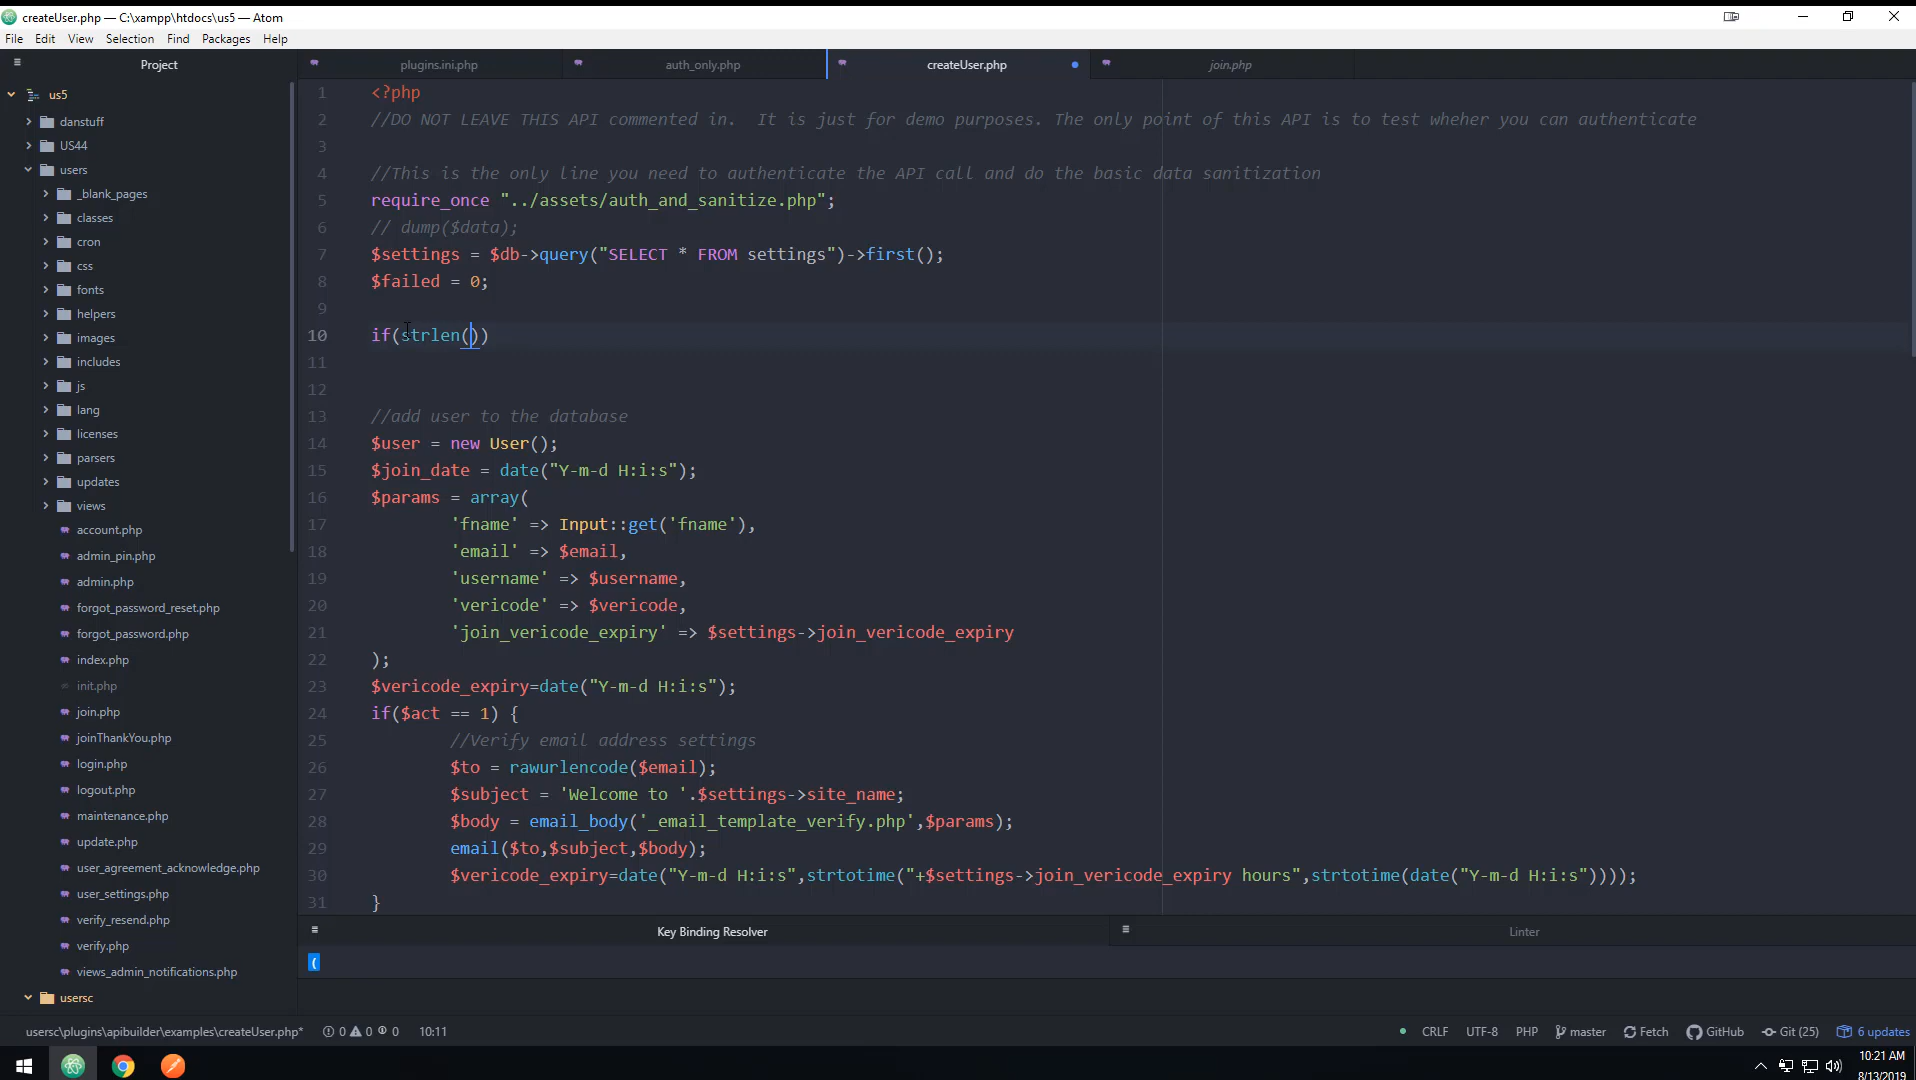 createUser.php — C:\xampp\htdocs\us5 — Atom
File Edit View Selection Find Packages Help
Project
us5
danstuff
US44
users
_blank_pages
classes
cron
css
fonts
helpers
images
includes
js
lang
licenses
parsers
updates
views
account.php
admin_pin.php
admin.php
forgot_password_reset.php
forgot_password.php
index.php
init.php
join.php
joinThankYou.php
login.php
logout.php
maintenance.php
update.php
user_agreement_acknowledge.php
user_settings.php
verify_resend.php
verify.php
views_admin_notifications.php
usersc
plugins.ini.php auth_only.php createUser.php join.php
1 <?php
2 //DO NOT LEAVE THIS API commented in.  It is just for demo purposes. The only point of this API is to test wheher you can authenticate
3
4 //This is the only line you need to authenticate the API call and do the basic data sanitization
5 require_once "../assets/auth_and_sanitize.php";
6 // dump($data);
7 $settings = $db->query("SELECT * FROM settings")->first();
8 $failed = 0;
9
10 if(strlen())
11
12
13 //add user to the database
14 $user = new User();
15 $join_date = date("Y-m-d H:i:s");
16 $params = array(
17 'fname' => Input::get('fname'),
18 'email' => $email,
19 'username' => $username,
20 'vericode' => $vericode,
21 'join_vericode_expiry' => $settings->join_vericode_expiry
22 );
23 $vericode_expiry=date("Y-m-d H:i:s");
24 if($act == 1) {
25 //Verify email address settings
26 $to = rawurlencode($email);
27 $subject = 'Welcome to '.$settings->site_name;
28 $body = email_body('_email_template_verify.php',$params);
29 email($to,$subject,$body);
30 $vericode_expiry=date("Y-m-d H:i:s",strtotime("+$settings->join_vericode_expiry hours",strtotime(date("Y-m-d H:i:s"))));
31 }
Key Binding Resolver Linter
(
usersc\plugins\apibuilder\examples\createUser.php* 0 0 0 10:11 CRLF UTF-8 PHP master Fetch GitHub Git (25) 6 updates
10:21 AM
8/13/2019